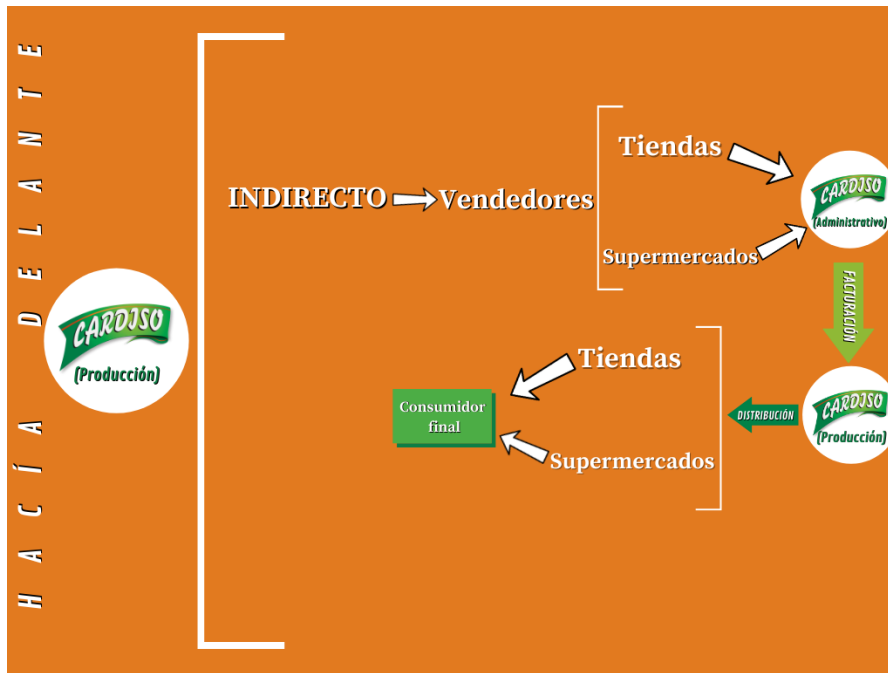 HACÍA DELANTE
CARDISO
(Producción)
INDIRECTO
Vendedores
Tiendas
Supermercados
CARDISO
(Administrativo)
FACTURACIÓN
CARDISO
(Producción)
DISTRIBUCIÓN
Tiendas
Supermercados
Consumidor
final